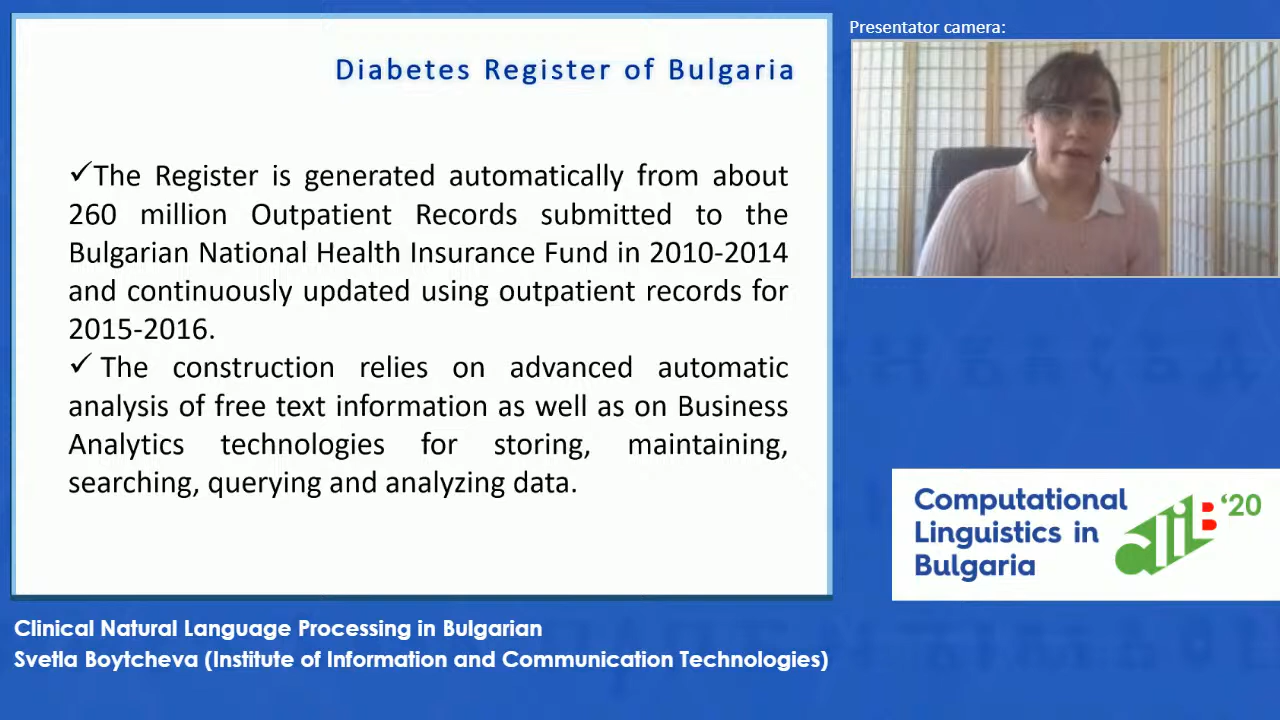 Presentator camera:
Diabetes Register of Bulgaria
✓The Register is generated automatically from about
260 million Outpatient Records submitted to the
Bulgarian National Health Insurance Fund in 2010-2014
and continuously updated using outpatient records for
2015-2016.
✓ The construction relies on advanced automatic
analysis of free text information as well as on Business
Analytics technologies for storing, maintaining,
searching, querying and analyzing data.
Computational
Linguistics in
Bulgaria
CLIB '20
Clinical Natural Language Processing in Bulgarian
Svetla Boytcheva (Institute of Information and Communication Technologies)